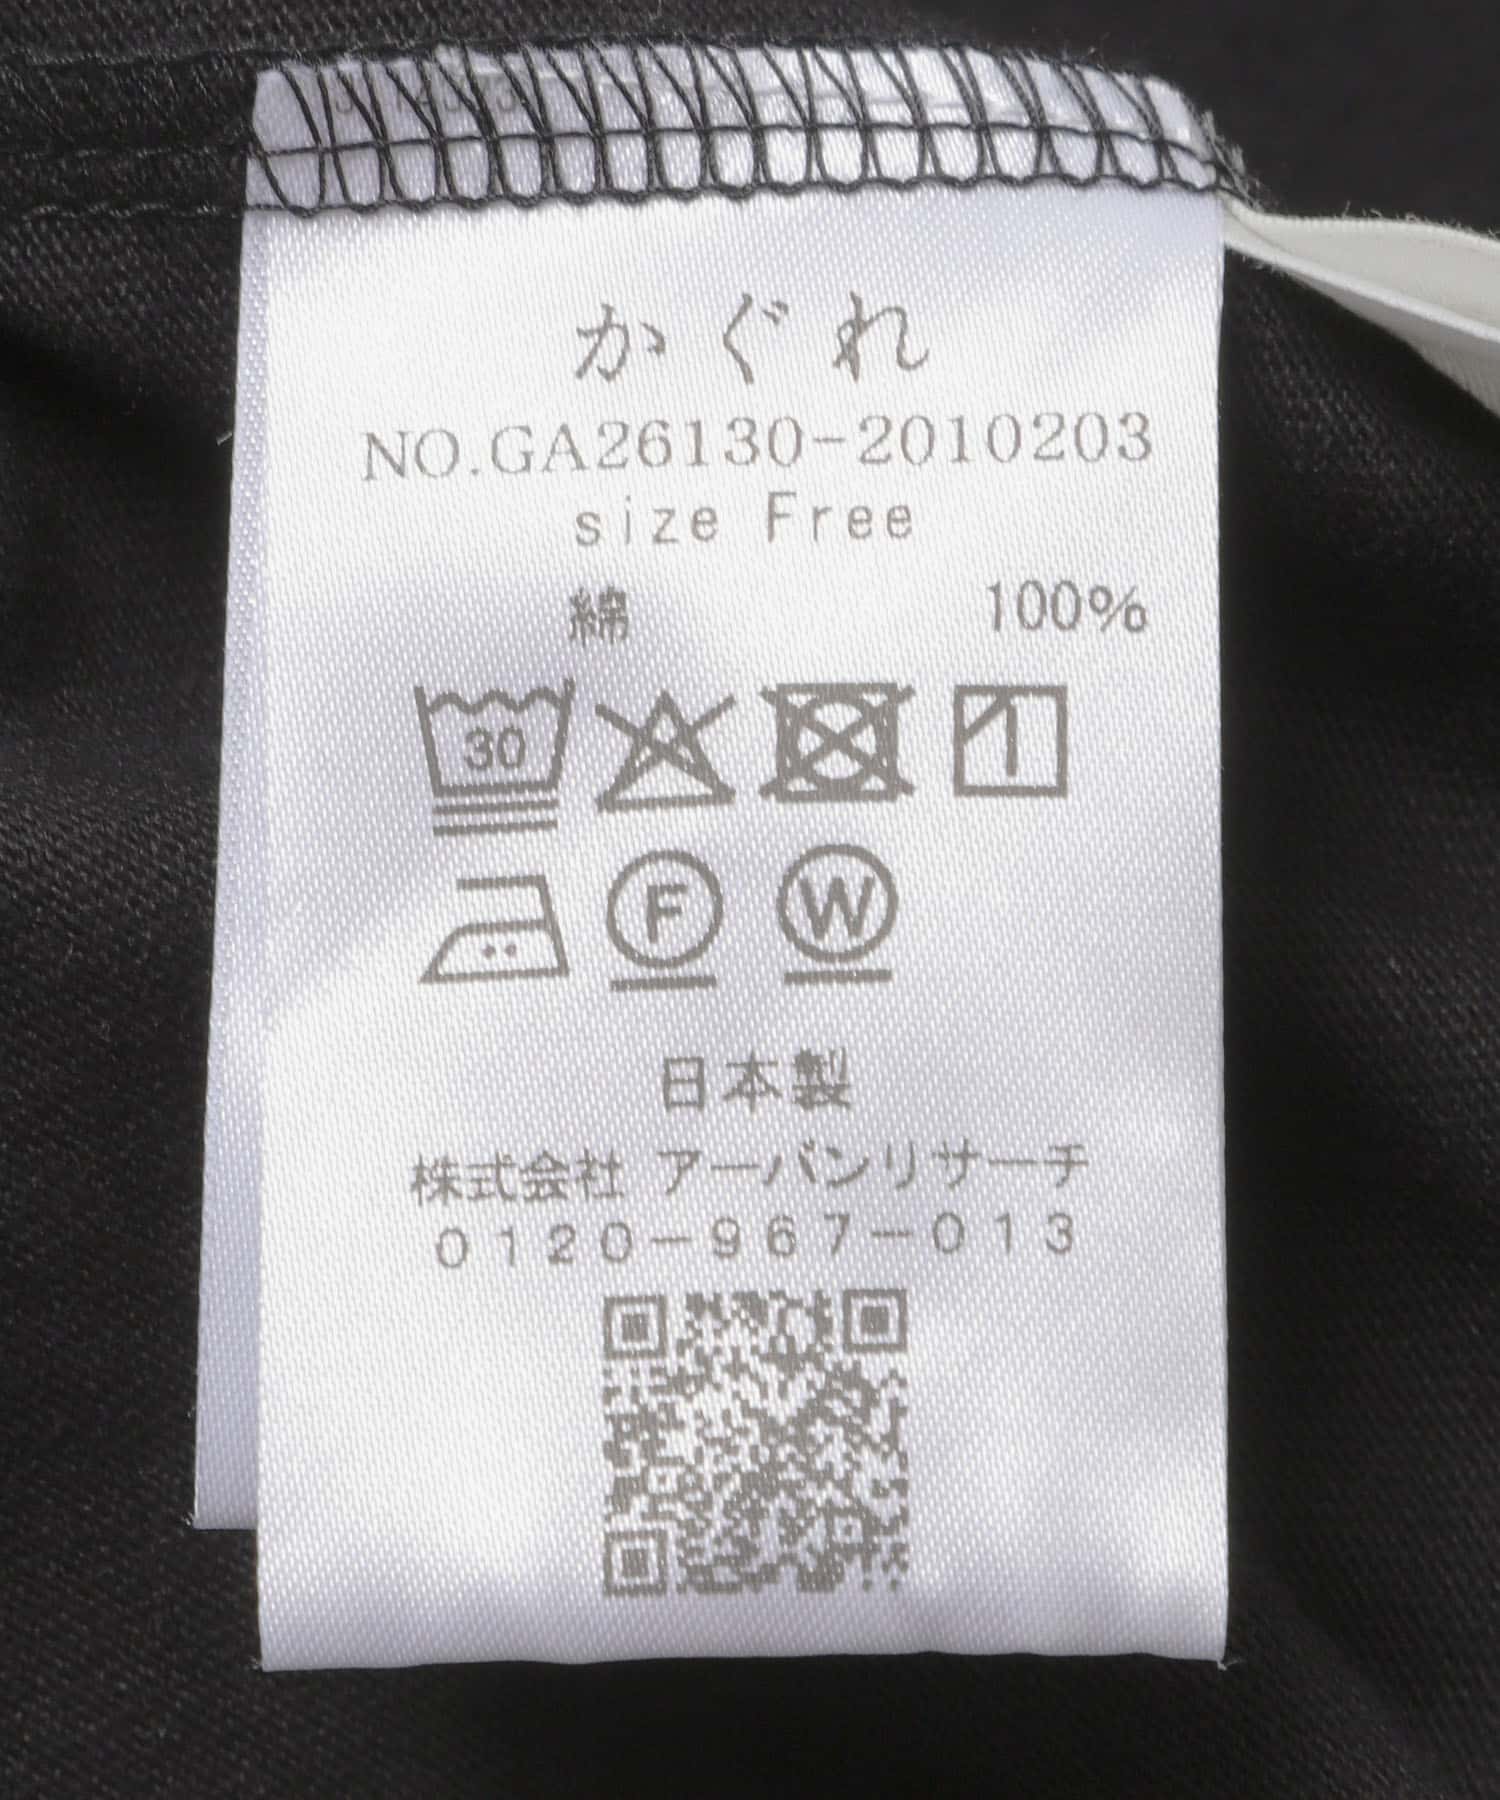 かぐれ
NO.GA26130-2010203
size Free
綿 100%
30
F W
日本製
株式会社 アーバンリサーチ
0120-967-013